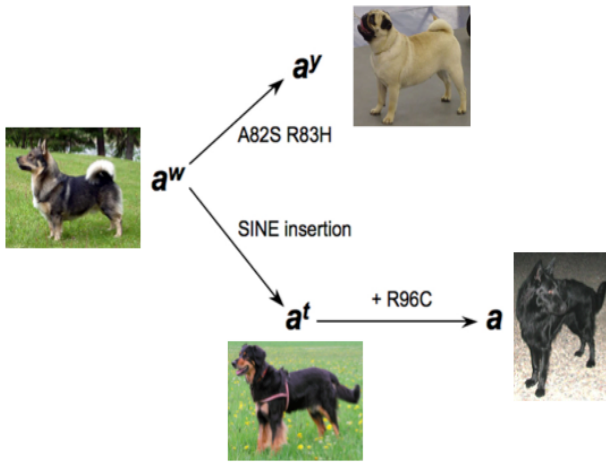 a^y
A82S R83H
a^w
SINE insertion
a^t
+ R96C
a